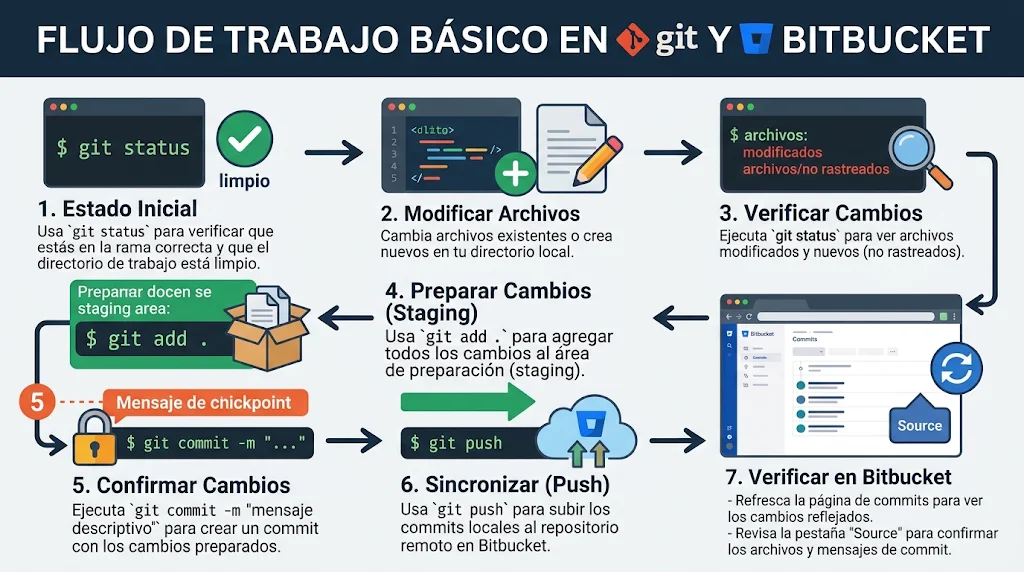 FLUJO DE TRABAJO BÁSICO EN git Y BITBUCKET
$ git status
limpio
1. Estado Inicial
Usa `git status` para verificar que
estás en la rama correcta y que el
directorio de trabajo está limpio.
1 <dlito>
2
3 />
4
5 </
2. Modificar Archivos
Cambia archivos existentes o crea
nuevos en tu directorio local.
$ archivos:
modificados
archivos/no rastreados
3. Verificar Cambios
Ejecuta `git status` para ver archivos
modificados y nuevos (no rastreados).
Preparar docen se
staging area:
$ git add .
4. Preparar Cambios
(Staging)
Usa `git add .` para agregar
todos los cambios al área
de preparación (staging).
5
Mensaje de chickpoint
$ git commit -m "..."
5. Confirmar Cambios
Ejecuta `git commit -m "mensaje
descriptivo"` para crear un commit
con los cambios preparados.
$ git push
6. Sincronizar (Push)
Usa `git push` para subir los
commits locales al repositorio
remoto en Bitbucket.
Bitbucket
Commits
Commits
Source
7. Verificar en Bitbucket
- Refresca la página de commits para ver
los cambios reflejados.
- Revisa la pestaña "Source" para confirmar
los archivos y mensajes de commit.